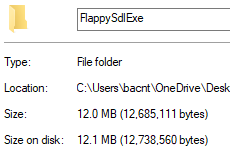 FlappySdlExe
Type: File folder
Location: C:\Users\bacnt\OneDrive\Desk
Size: 12.0 MB (12,685,111 bytes)
Size on disk: 12.1 MB (12,738,560 bytes)